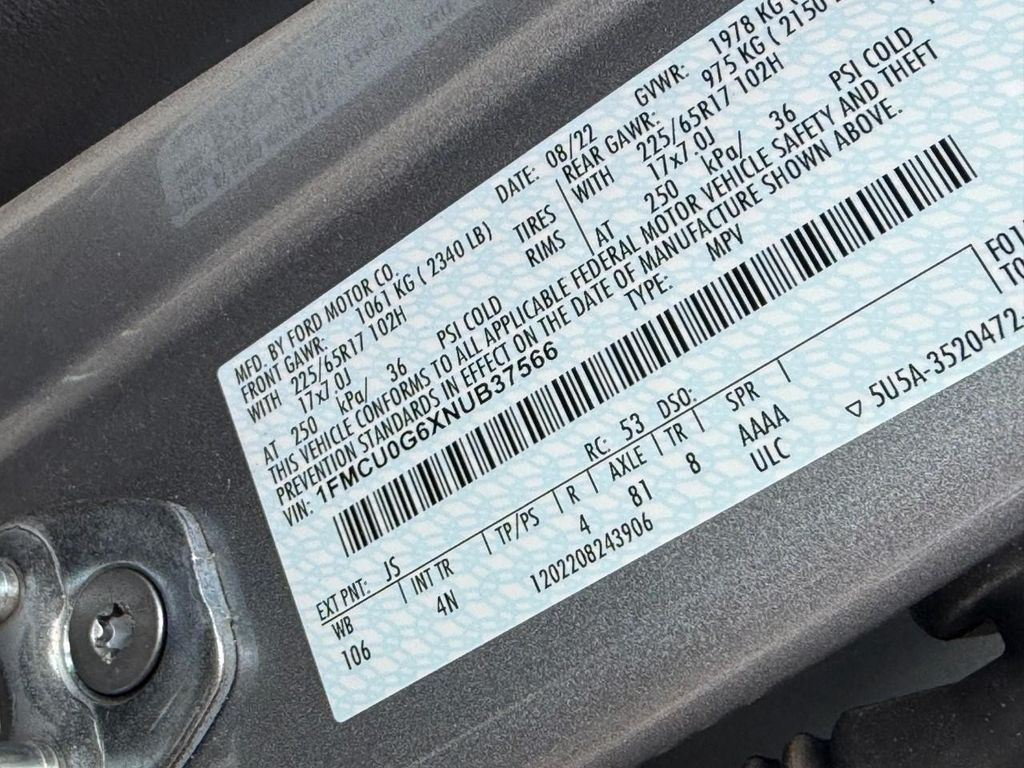 MFD. BY FORD MOTOR CO.
DATE: 08/22 GVWR: 1978 KG (
FRONT GAWR: 1061 KG ( 2340 LB) REAR GAWR: 975 KG ( 2150
WITH 225/65R17 102H TIRES WITH 225/65R17 102H
17x7.0J RIMS 17x7.0J
AT 250 kPa/ 36 PSI COLD AT 250 kPa/ 36 PSI COLD
THIS VEHICLE CONFORMS TO ALL APPLICABLE FEDERAL MOTOR VEHICLE SAFETY AND THEFT
PREVENTION STANDARDS IN EFFECT ON THE DATE OF MANUFACTURE SHOWN ABOVE.
VIN: 1FMCU0G6XNUB37566 TYPE: MPV
EXT PNT: JS RC: 53 DSO: F01
WB INT TR TP/PS R AXLE TR SPR T0
106 4N 4 81 8 AAAA
ULC
1202208243906
5U5A-3520472-